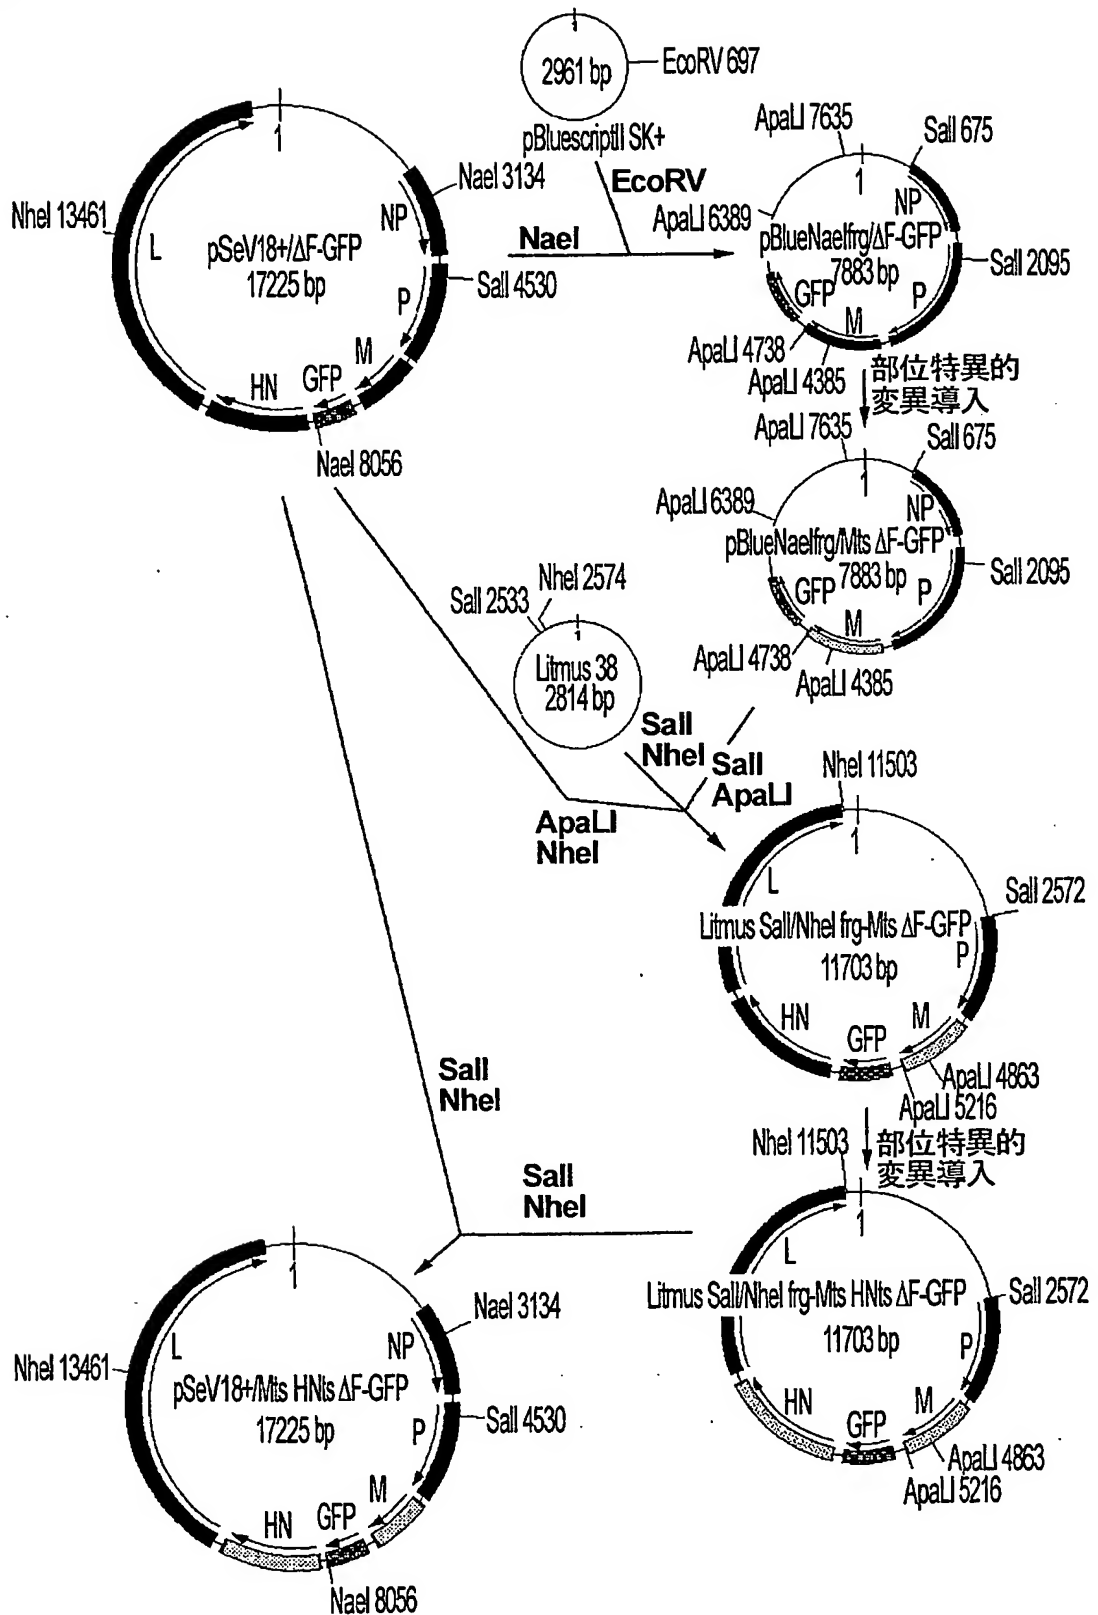 1
2961 bp
EcoRV 697
pBluescriptII SK+
EcoRV
NaeI
1
NaeI 3134
NheI 13461
L
NP
pSeV18+/ΔF-GFP
17225 bp
SalI 4530
P
M
GFP
HN
NaeI 8056
ApaLI 7635
SalI 675
1
ApaLI 6389
NP
pBlueNaeIfrg/ΔF-GFP
7883 bp
SalI 2095
GFP
P
M
ApaLI 4738
ApaLI 4385
部位特異的
変異導入
ApaLI 7635
SalI 675
1
ApaLI 6389
NP
pBlueNaeIfrg/Mts ΔF-GFP
7883 bp
SalI 2095
GFP
P
M
ApaLI 4738
ApaLI 4385
NheI 2574
SalI 2533
1
Litmus 38
2814 bp
SalI
NheI
SalI
ApaLI
ApaLI
NheI
NheI 11503
1
L
SalI 2572
Litmus SalI/NheI frg-Mts ΔF-GFP
11703 bp
P
HN
M
GFP
ApaLI 4863
ApaLI 5216
部位特異的
変異導入
SalI
NheI
SalI
NheI
NheI 11503
1
L
Litmus SalI/NheI frg-Mts HNts ΔF-GFP
SalI 2572
11703 bp
P
HN
M
GFP
ApaLI 4863
ApaLI 5216
1
NaeI 3134
L
NP
NheI 13461
pSeV18+/Mts HNts ΔF-GFP
17225 bp
SalI 4530
P
M
GFP
HN
NaeI 8056